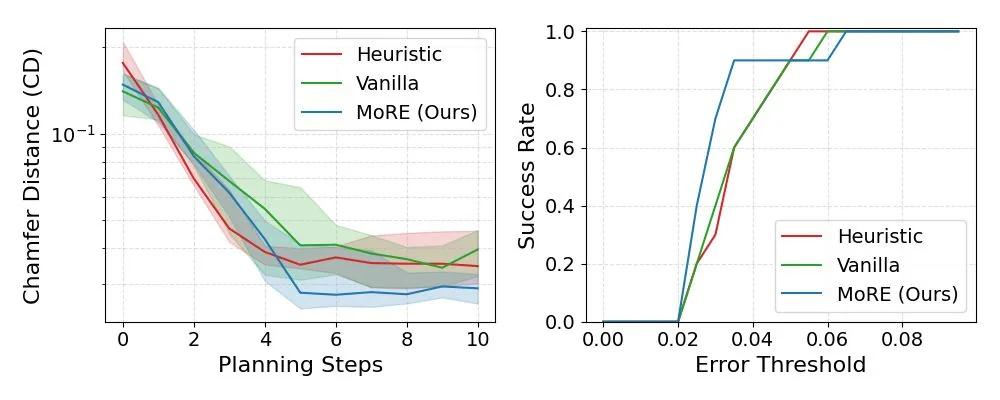 Chamfer Distance (CD)
10⁻¹
Heuristic
Vanilla
MoRE (Ours)
0 2 4 6 8 10
Planning Steps
Success Rate
1.0
0.8
0.6
0.4
0.2
0.0
Heuristic
Vanilla
MoRE (Ours)
0.00 0.02 0.04 0.06 0.08
Error Threshold